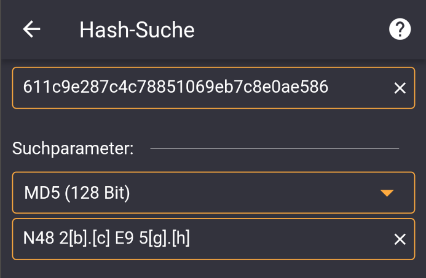 Hash-Suche
611c9e287c4c78851069eb7c8e0ae586
Suchparameter:
MD5 (128 Bit)
N48 2[b].[c] E9 5[g].[h]